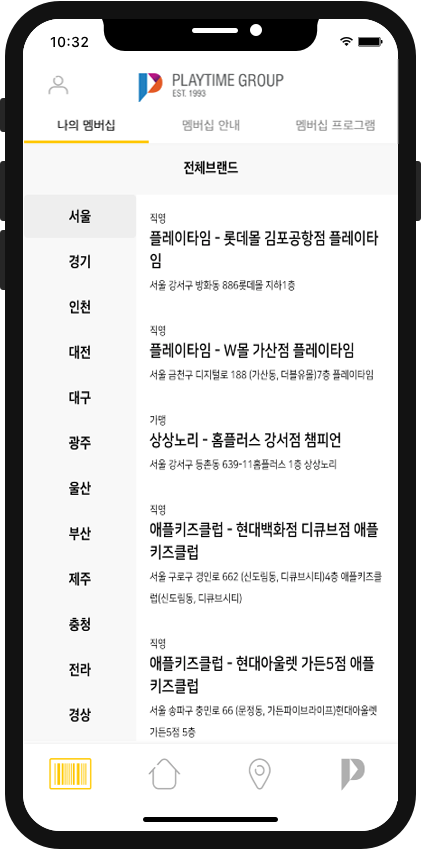 10:32
PLAYTIME GROUP
EST. 1993
나의 멤버십
멤버십 안내
멤버십 프로그램
전체브랜드
서울
경기
인천
대전
대구
광주
울산
부산
제주
충청
전라
경상
직영
플레이타임 - 롯데몰 김포공항점 플레이타
임
서울 강서구 방화동 886롯데몰 지하1층
직영
플레이타임 - W몰 가산점 플레이타임
서울 금천구 디지털로 188 (가산동, 더블유몰)7층 플레이타임
가맹
상상노리 - 홈플러스 강서점 챔피언
서울 강서구 등촌동 639-11홈플러스 1층 상상노리
직영
애플키즈클럽 - 현대백화점 디큐브점 애플
키즈클럽
서울 구로구 경인로 662 (신도림동, 디큐브시티)4층 애플키즈클
럽(신도림동, 디큐브시티)
직영
애플키즈클럽 - 현대아울렛 가든5점 애플
키즈클럽
서울 송파구 충민로 66 (문정동, 가든파이브라이프)현대아울렛
가든5점 5층